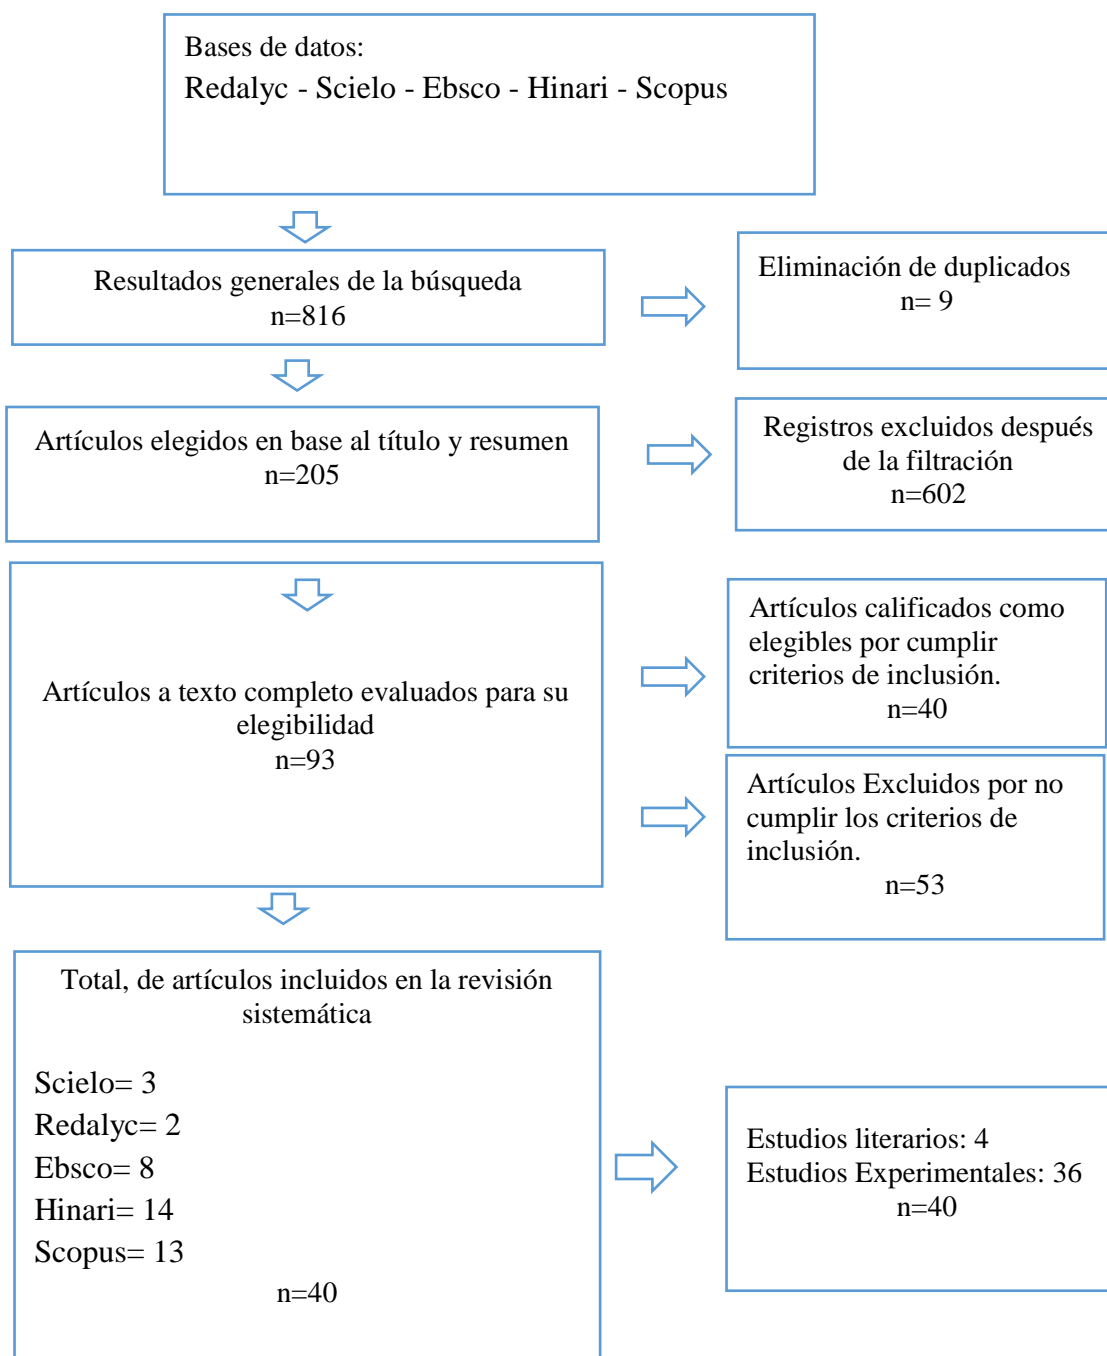 Bases de datos:
Redalyc - Scielo - Ebsco - Hinari - Scopus
Resultados generales de la búsqueda
n=816
Eliminación de duplicados
n= 9
Artículos elegidos en base al título y resumen
n=205
Registros excluidos después
de la filtración
n=602
Artículos a texto completo evaluados para su
elegibilidad
n=93
Artículos calificados como
elegibles por cumplir
criterios de inclusión.
n=40
Artículos Excluidos por no
cumplir los criterios de
inclusión.
n=53
Total, de artículos incluidos en la revisión
sistemática
Scielo= 3
Redalyc= 2
Ebsco= 8
Hinari= 14
Scopus= 13
n=40
Estudios literarios: 4
Estudios Experimentales: 36
n=40